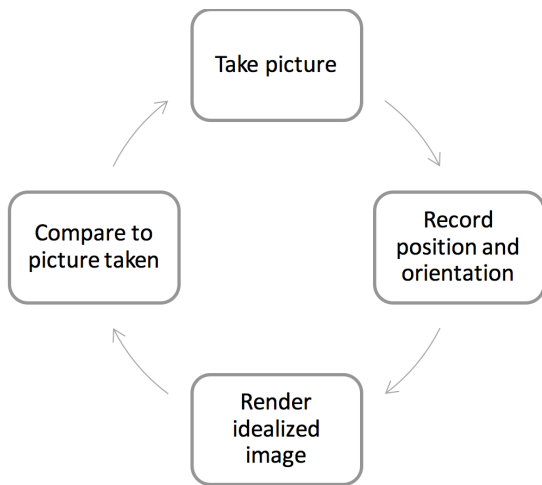 Take picture
Record
position and
orientation
Render
idealized
image
Compare to
picture taken